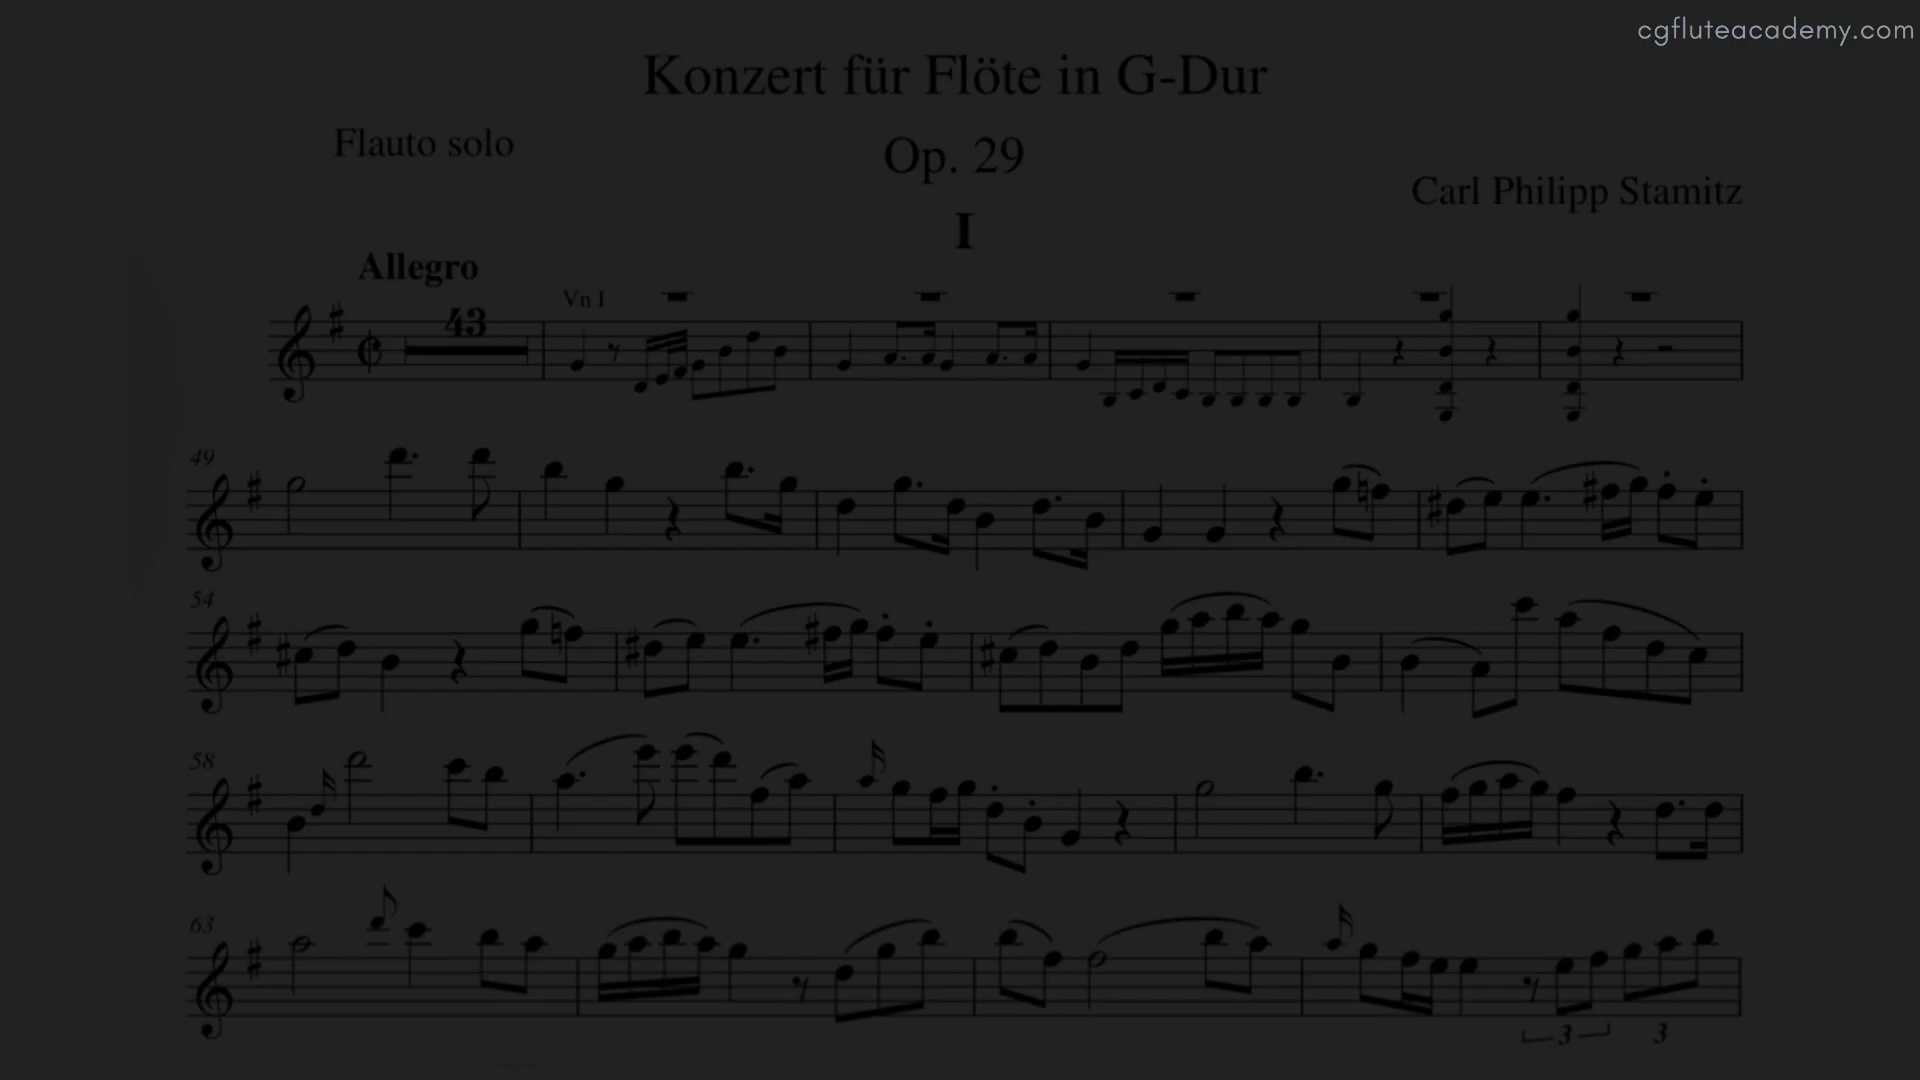 cgfluteacademy.com
Konzert für Flöte in G-Dur
Flauto solo
Op. 29
Carl Philipp Stamitz
I
Allegro
43
Vn I
49
54
58
63
3
3